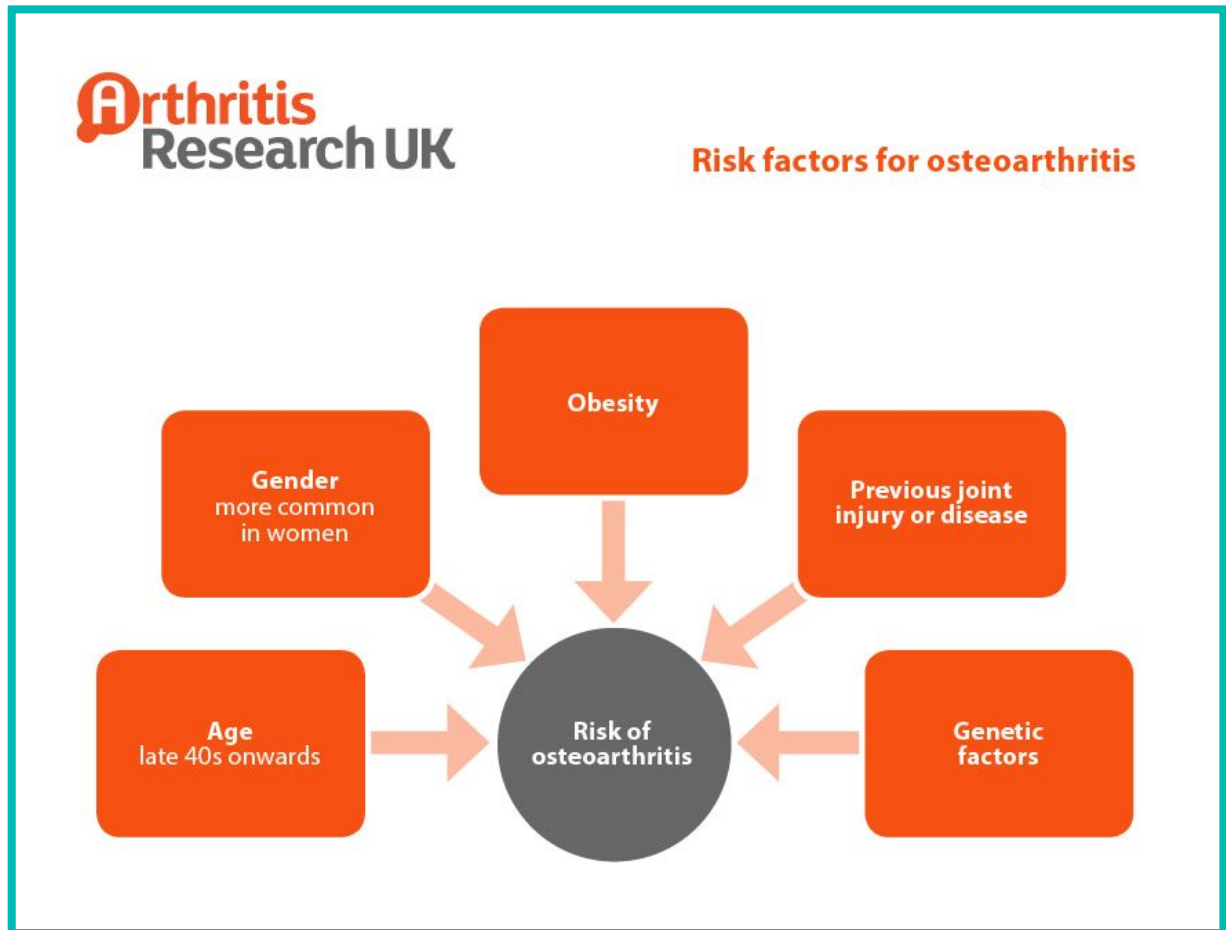 Arthritis
Research UK
Risk factors for osteoarthritis
Obesity
Gender
more common
in women
Previous joint
injury or disease
Age
late 40s onwards
Risk of
osteoarthritis
Genetic
factors